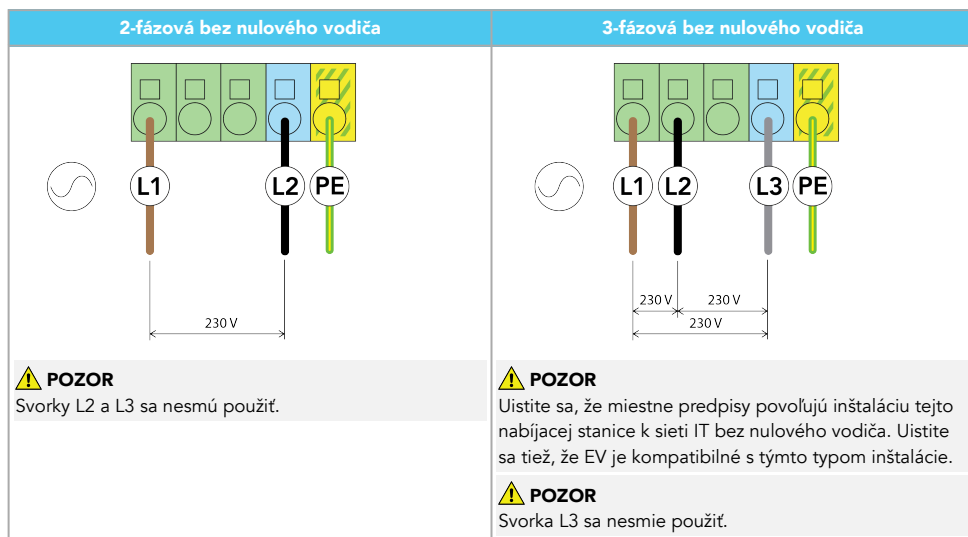 2-fázová bez nulového vodiča
L1
L2
PE
230 V
POZOR
Svorky L2 a L3 sa nesmú použiť.
3-fázová bez nulového vodiča
L1
L2
L3
PE
230 V
230 V
230 V
POZOR
Uistite sa, že miestne predpisy povoľujú inštaláciu tejto
nabíjacej stanice k sieti IT bez nulového vodiča. Uistite
sa tiež, že EV je kompatibilné s týmto typom inštalácie.
POZOR
Svorka L3 sa nesmie použiť.